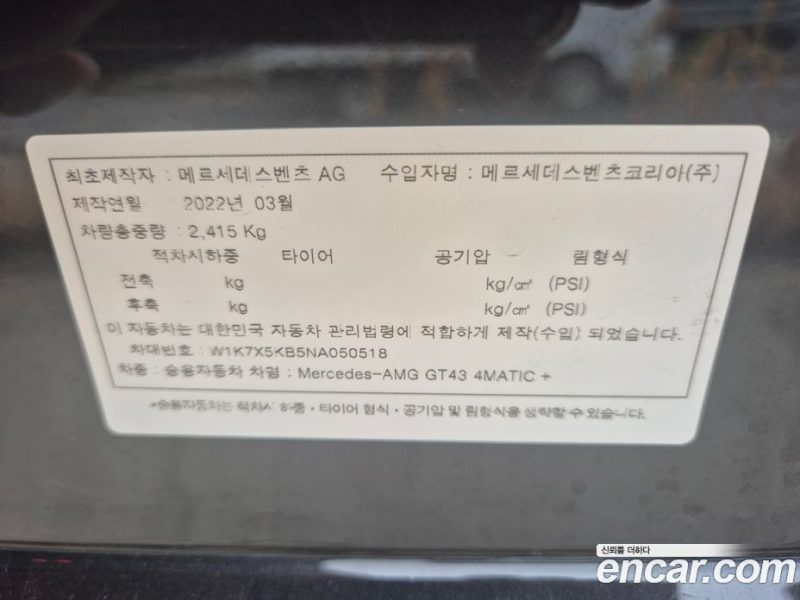 최초제작자 : 메르세데스벤츠 AG 수입자명 : 메르세데스벤츠코리아(주)
제작연월 2022년 03월
차량총중량 : 2,415 Kg
적차시하중 타이어 공기압 림형식
전축 kg kg/㎠ (PSI)
후축 kg kg/㎠ (PSI)
이 자동차는 대한민국 자동차 관리법령에 적합하게 제작(수입) 되었습니다.
차대번호 : W1K7X5KB5NA050518
차종 : 승용자동차 차명 : Mercedes-AMG GT43 4MATIC +
*승용자동차는 적차시 하중·타이어 형식·공기압 및 림형식을 생략할 수 있습니다.
신뢰를 더하다
encar.com